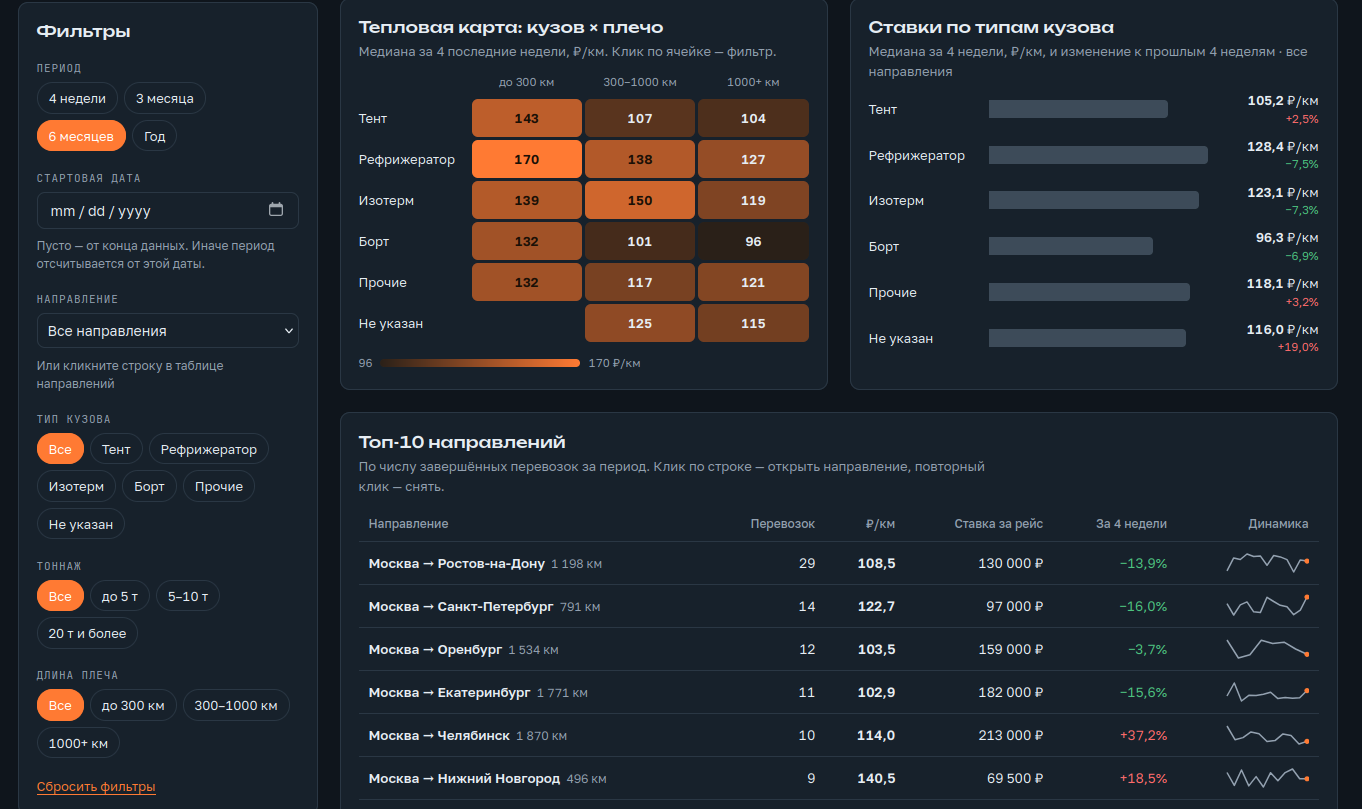 Фильтры
ПЕРИОД
4 недели 3 месяца
6 месяцев Год
СТАРТОВАЯ ДАТА
mm / dd / yyyy
Пусто — от конца данных. Иначе период
отсчитывается от этой даты.
НАПРАВЛЕНИЕ
Все направления
Или кликните строку в таблице
направлений
ТИП КУЗОВА
Все Тент Рефрижератор
Изотерм Борт Прочие
Не указан
ТОННАЖ
Все до 5 т 5–10 т
20 т и более
ДЛИНА ПЛЕЧА
Все до 300 км 300–1000 км
1000+ км
Сбросить фильтры
Тепловая карта: кузов × плечо
Медиана за 4 последние недели, ₽/км. Клик по ячейке — фильтр.
до 300 км 300–1000 км 1000+ км
Тент 143 107 104
Рефрижератор 170 138 127
Изотерм 139 150 119
Борт 132 101 96
Прочие 132 117 121
Не указан 125 115
96 170 ₽/км
Ставки по типам кузова
Медиана за 4 недели, ₽/км, и изменение к прошлым 4 неделям · все
направления
Тент 105,2 ₽/км
+2,5%
Рефрижератор 128,4 ₽/км
−7,5%
Изотерм 123,1 ₽/км
−7,3%
Борт 96,3 ₽/км
−6,9%
Прочие 118,1 ₽/км
+3,2%
Не указан 116,0 ₽/км
+19,0%
Топ-10 направлений
По числу завершённых перевозок за период. Клик по строке — открыть направление, повторный
клик — снять.
Направление Перевозок ₽/км Ставка за рейс За 4 недели Динамика
Москва → Ростов-на-Дону 1 198 км 29 108,5 130 000 ₽ −13,9%
Москва → Санкт-Петербург 791 км 14 122,7 97 000 ₽ −16,0%
Москва → Оренбург 1 534 км 12 103,5 159 000 ₽ −3,7%
Москва → Екатеринбург 1 771 км 11 102,9 182 000 ₽ −15,6%
Москва → Челябинск 1 870 км 10 114,0 213 000 ₽ +37,2%
Москва → Нижний Новгород 496 км 9 140,5 69 500 ₽ +18,5%